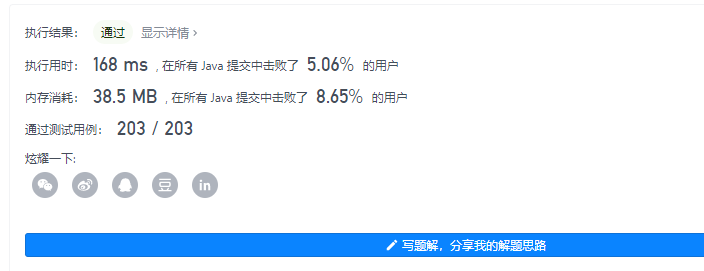 执行结果： 通过 显示详情 ›
执行用时： 168 ms , 在所有 Java 提交中击败了 5.06% 的用户
内存消耗： 38.5 MB , 在所有 Java 提交中击败了 8.65% 的用户
通过测试用例： 203 / 203
炫耀一下:
豆 in
写题解，分享我的解题思路